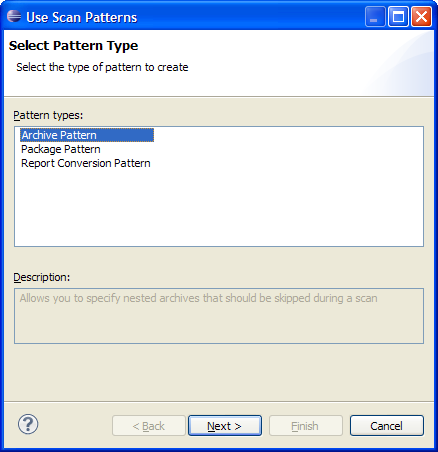 Use Scan Patterns
Select Pattern Type
Select the type of pattern to create
Pattern types:
Archive Pattern
Package Pattern
Report Conversion Pattern
Description:
Allows you to specify nested archives that should be skipped during a scan
? < Back Next > Finish Cancel